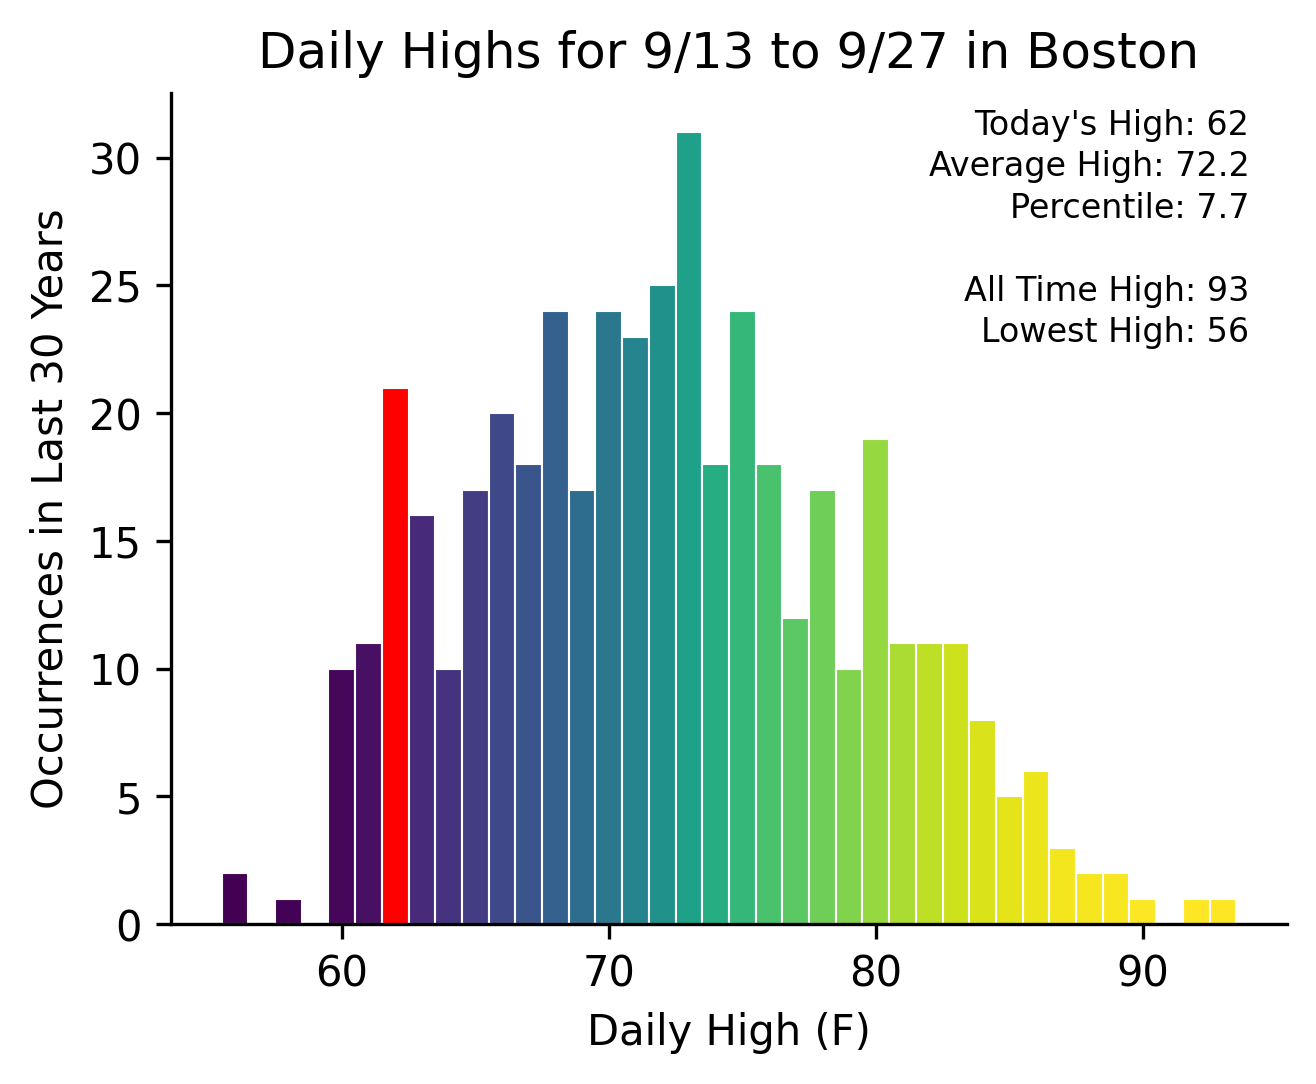 Daily Highs for 9/13 to 9/27 in Boston
Today's High: 62
Average High: 72.2
Percentile: 7.7
All Time High: 93
Lowest High: 56
Occurrences in Last 30 Years
30
25
20
15
10
5
0
60 70 80 90
Daily High (F)